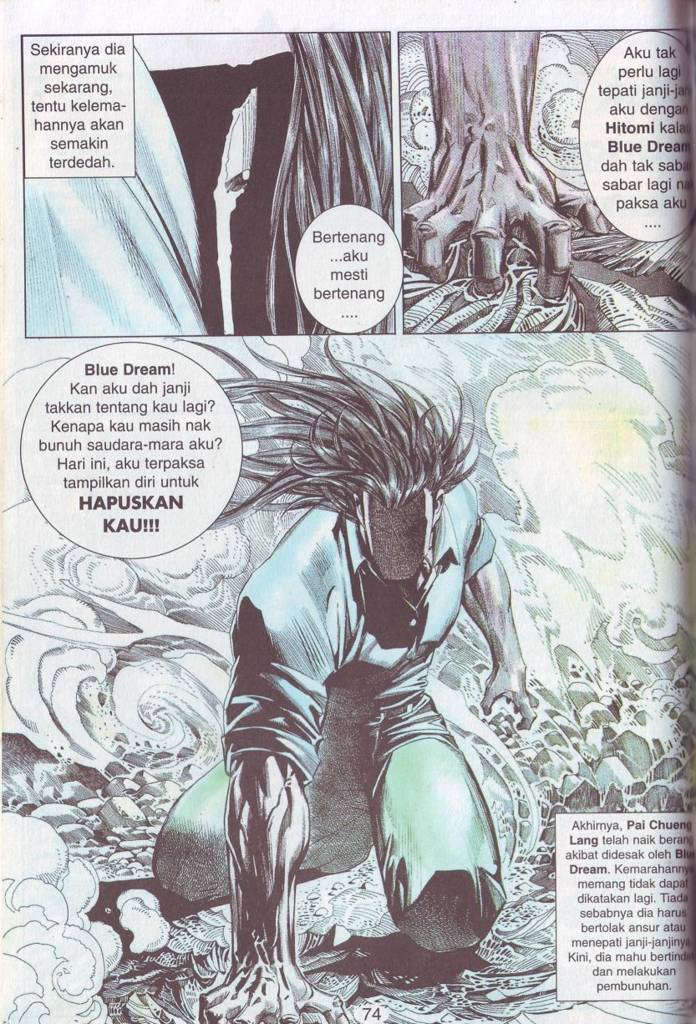 Sekiranya dia
mengamuk
sekarang,
tentu kelema-
hannya akan
semakin
terdedah.
Bertenang
...aku
mesti
bertenang
....
Aku tak
perlu lagi
tepati
aku dengan
Hitomi
Blue Dream
dah tak
sabar lagi
paksa aku
....
Blue Dream!
Kan aku dah janji
takkan tentang kau lagi?
Kenapa kau masih nak
bunuh saudara-mara aku?
Hari ini, aku terpaksa
tampilkan diri untuk
HAPUSKAN
KAU!!!
Akhirnya, Pai Chueng
Lang telah naik berang
akibat didesak oleh Blue
Dream. Kemarahannya
memang tidak dapat
dikatakan lagi. Tiada
sebabnya dia harus
bertolak ansur atau
menepati janji-janjinya.
Kini, dia mahu bertindak
dan melakukan
pembunuhan.
74